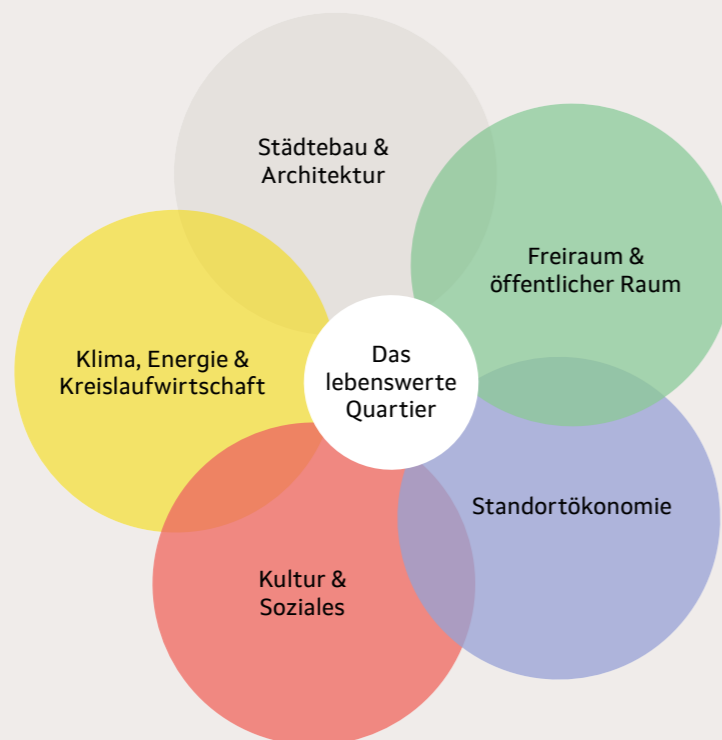 Städtebau &
Architektur
Freiraum &
öffentlicher Raum
Klima, Energie &
Kreislaufwirtschaft
Das
lebenswerte
Quartier
Standortökonomie
Kultur &
Soziales